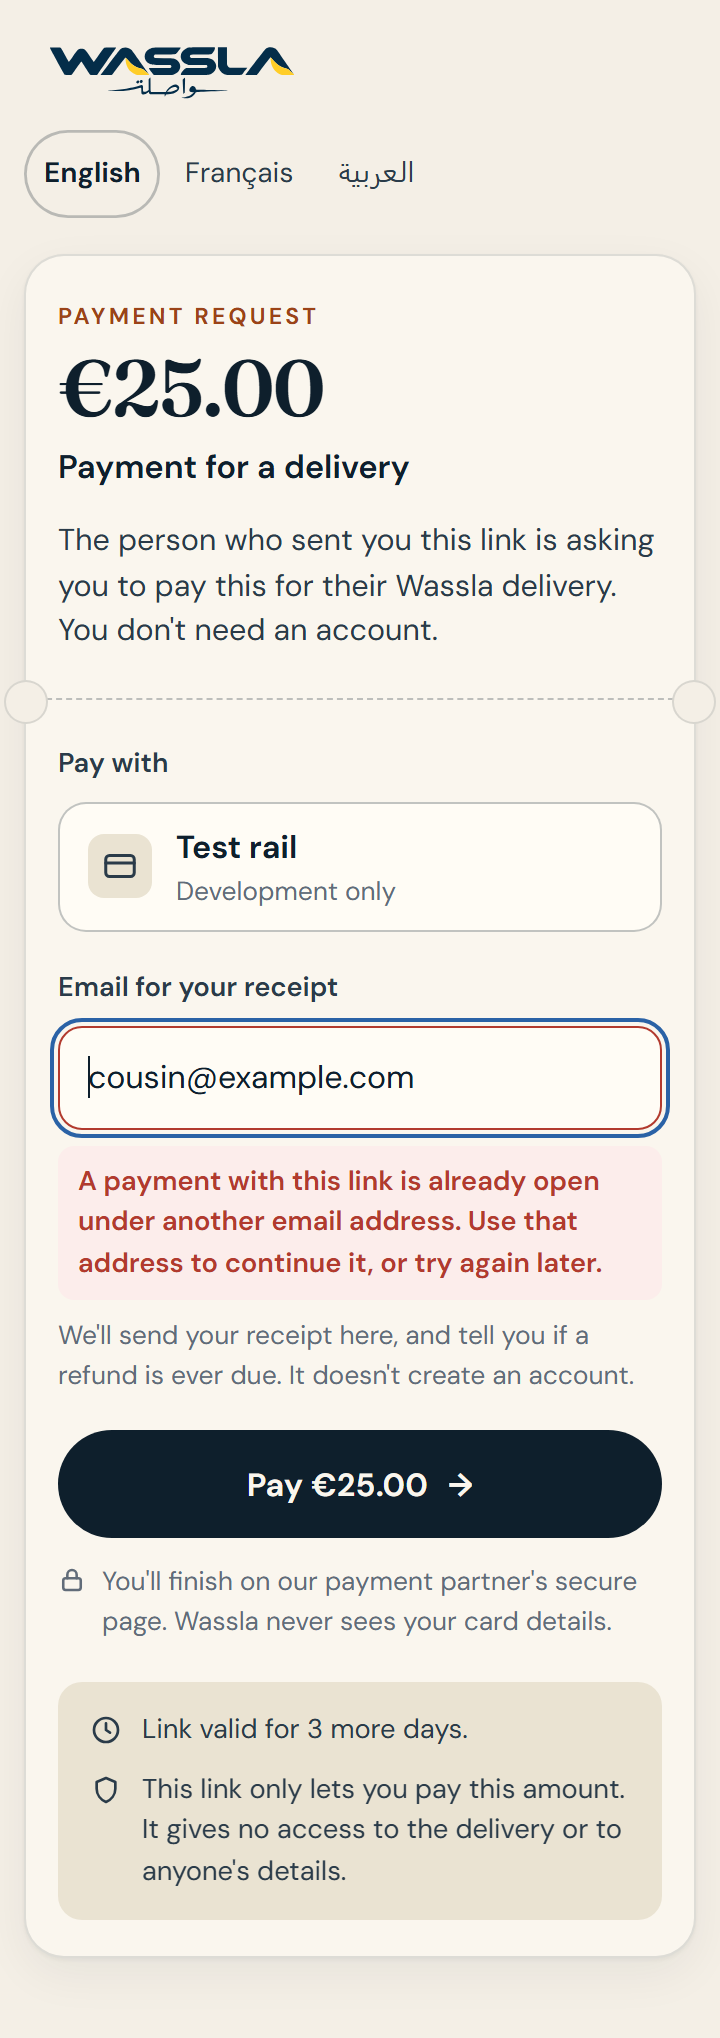 WASSLA
واصلة
English Français العربية
PAYMENT REQUEST
€25.00
Payment for a delivery
The person who sent you this link is asking
you to pay this for their Wassla delivery.
You don't need an account.
Pay with
Test rail
Development only
Email for your receipt
cousin@example.com
A payment with this link is already open
under another email address. Use that
address to continue it, or try again later.
We'll send your receipt here, and tell you if a
refund is ever due. It doesn't create an account.
Pay €25.00 →
You'll finish on our payment partner's secure
page. Wassla never sees your card details.
Link valid for 3 more days.
This link only lets you pay this amount.
It gives no access to the delivery or to
anyone's details.